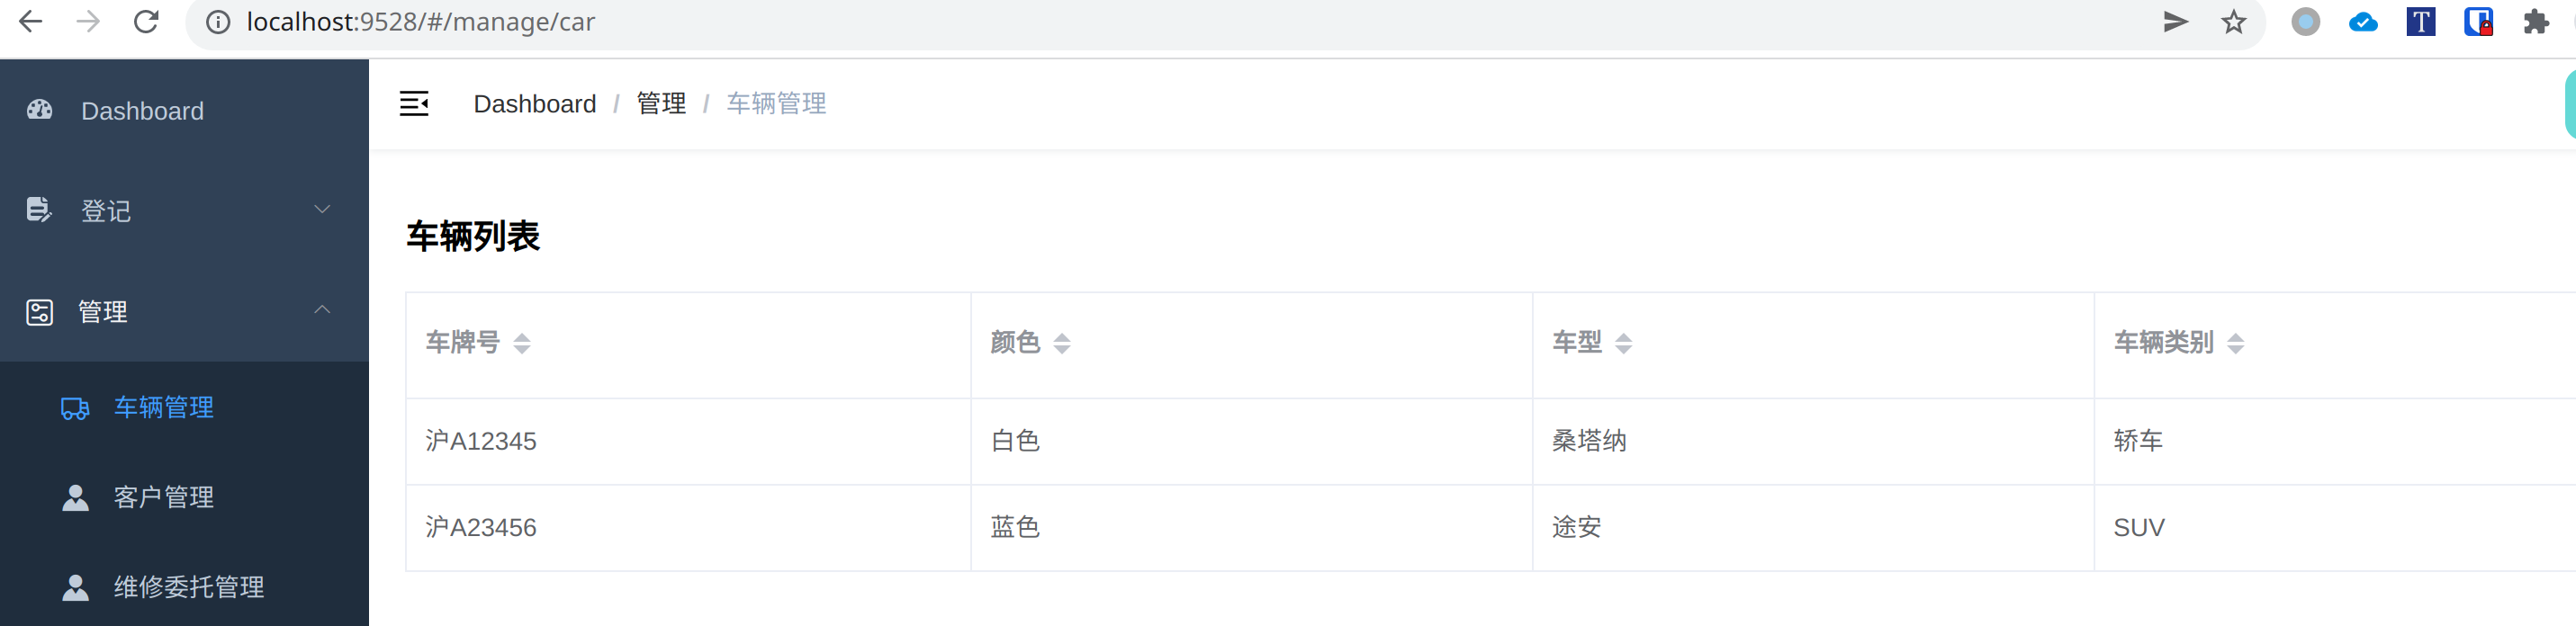 localhost:9528/#/manage/car
T
Dashboard
登记
管理
车辆管理
客户管理
维修委托管理
Dashboard / 管理 / 车辆管理
车辆列表
车牌号 颜色 车型 车辆类别
沪A12345 白色 桑塔纳 轿车
沪A23456 蓝色 途安 SUV